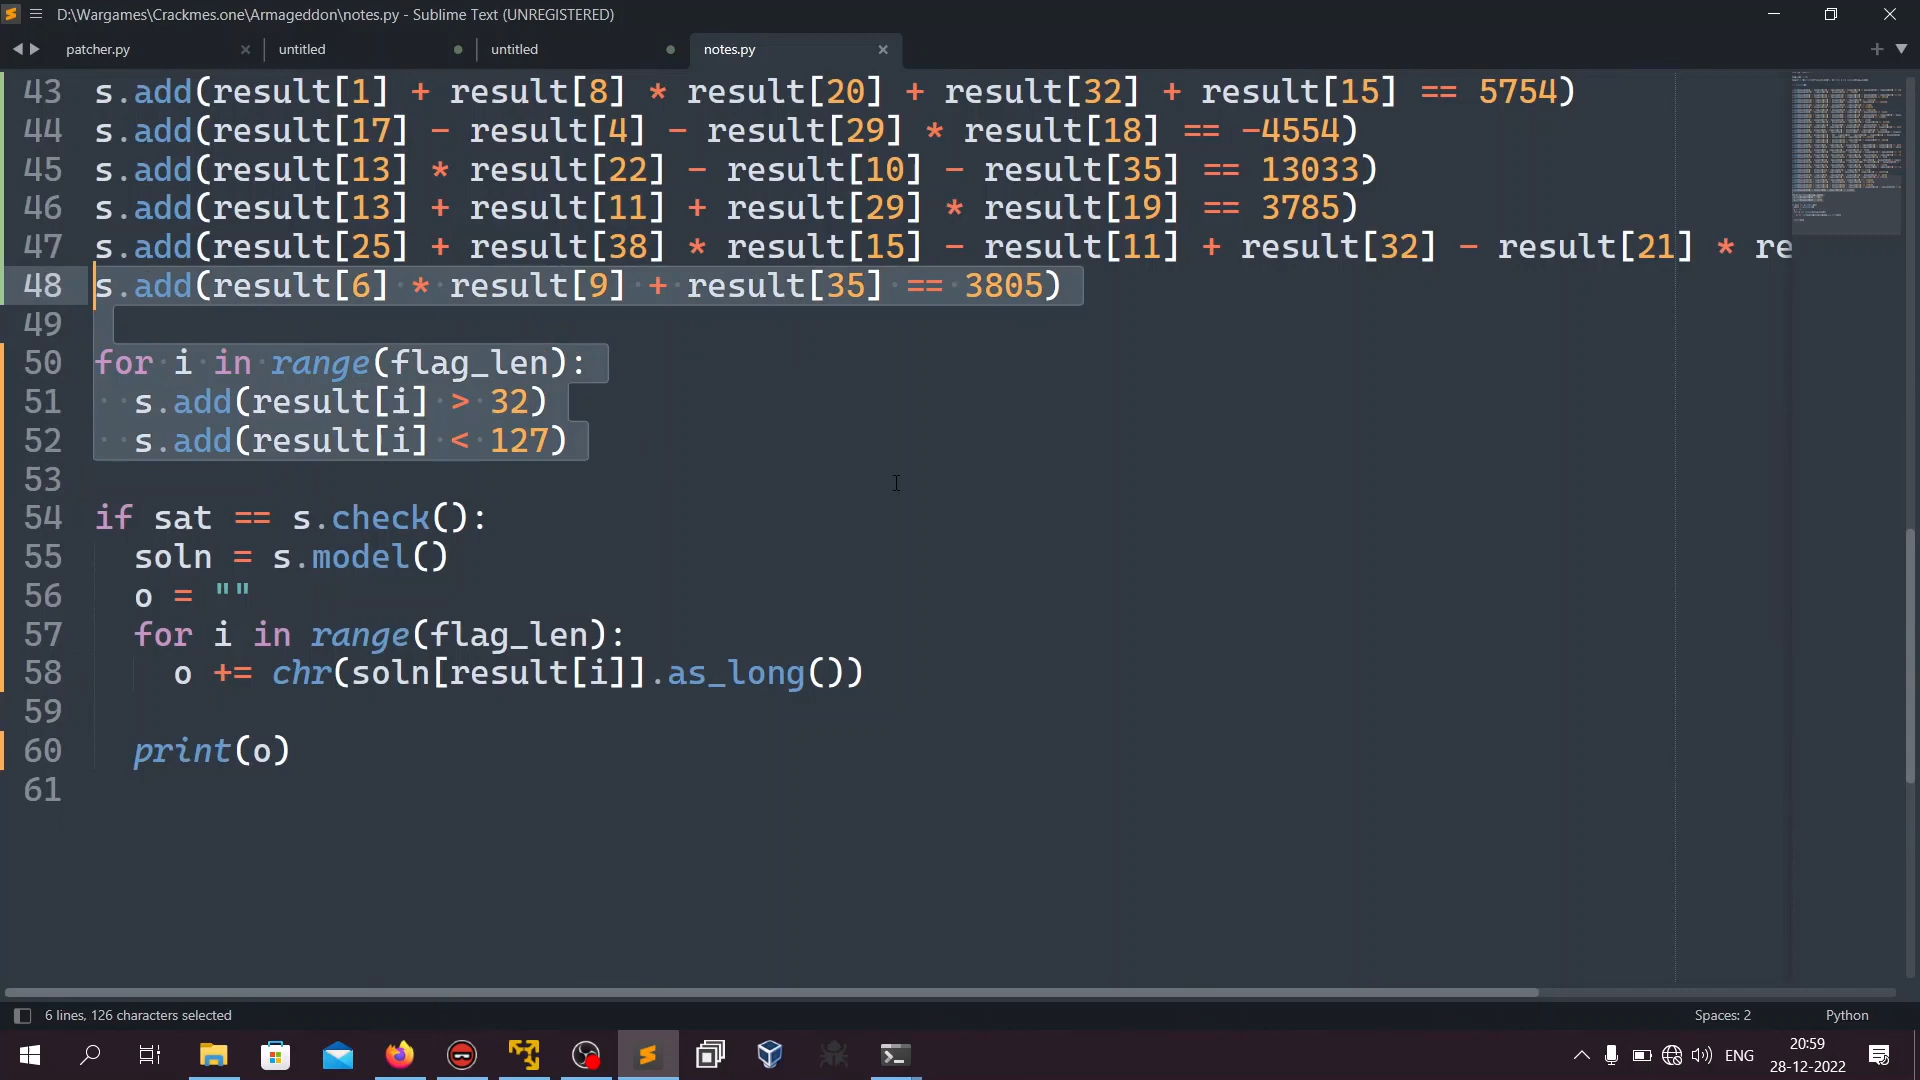 D:\Wargames\Crackmes.one\Armageddon\notes.py - Sublime Text (UNREGISTERED)
patcher.py untitled untitled notes.py
43 s.add(result[1] + result[8] * result[20] + result[32] + result[15] == 5754)
44 s.add(result[17] - result[4] - result[29] * result[18] == -4554)
45 s.add(result[13] * result[22] - result[10] - result[35] == 13033)
46 s.add(result[13] + result[11] + result[29] * result[19] == 3785)
47 s.add(result[25] + result[38] * result[15] - result[11] + result[32] - result[21] * re
48 s.add(result[6] * result[9] + result[35] == 3805)
49
50 for i in range(flag_len):
51 s.add(result[i] > 32)
52 s.add(result[i] < 127)
53
54 if sat == s.check():
55 soln = s.model()
56 o = ""
57 for i in range(flag_len):
58 o += chr(soln[result[i]].as_long())
59
60 print(o)
61
6 lines, 126 characters selected Spaces: 2 Python
ENG 20:59
28-12-2022